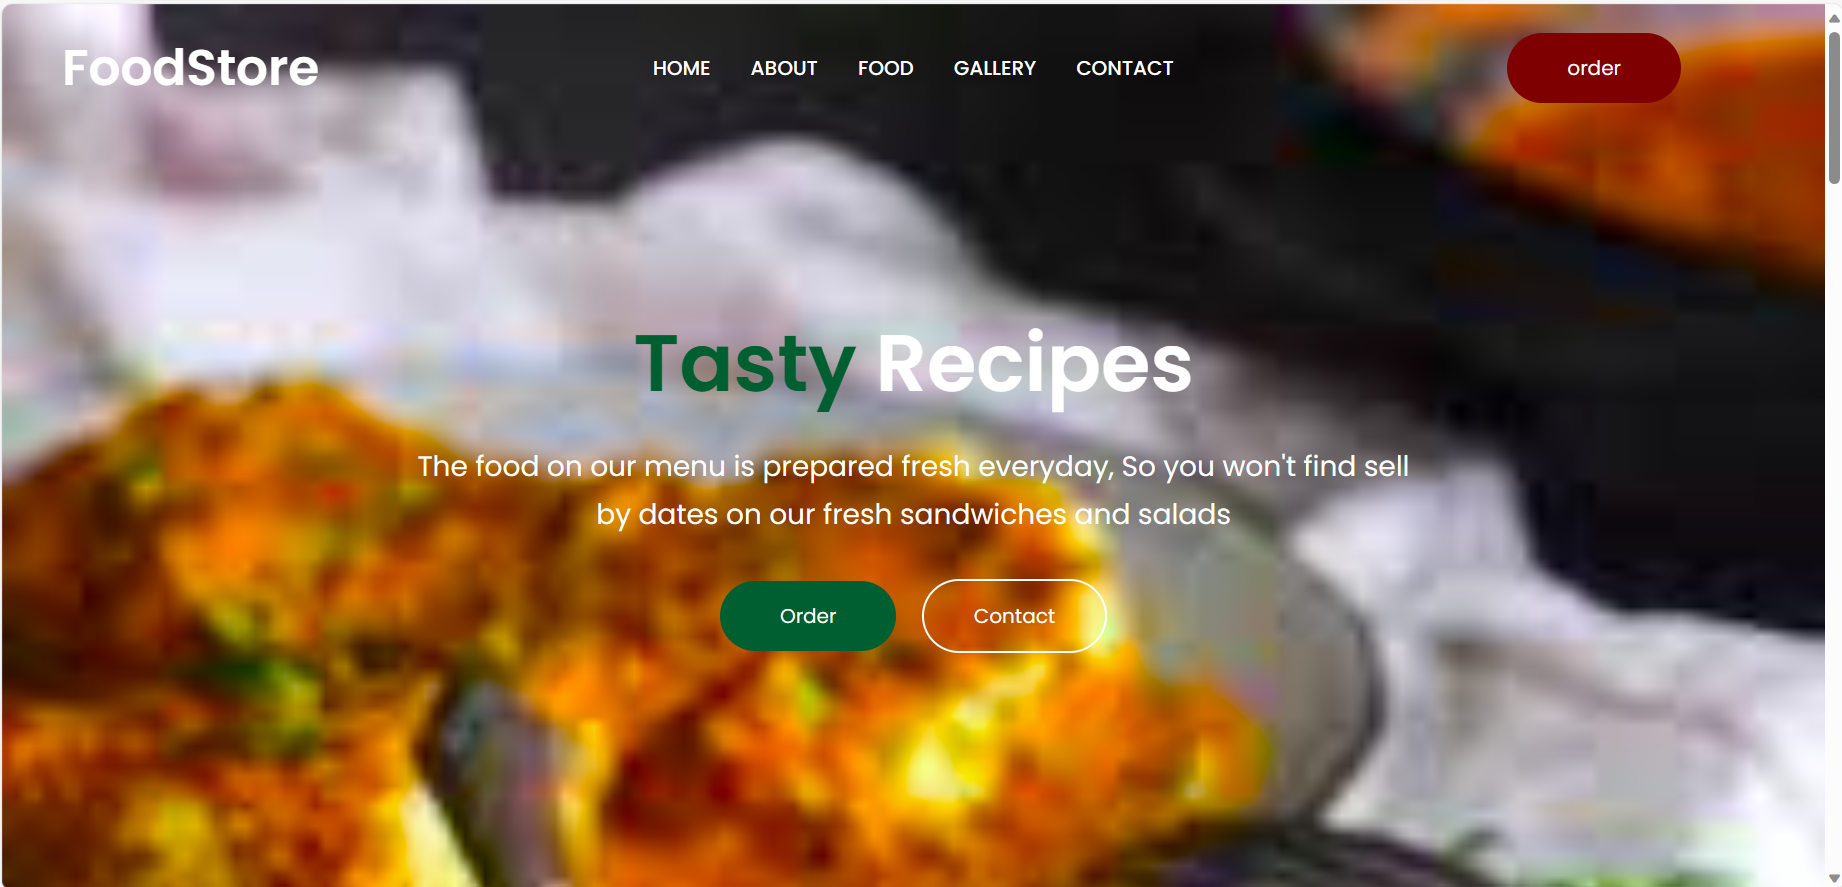 FoodStore
HOME ABOUT FOOD GALLERY CONTACT
order
Tasty Recipes
The food on our menu is prepared fresh everyday, So you won't find sell
by dates on our fresh sandwiches and salads
Order
Contact